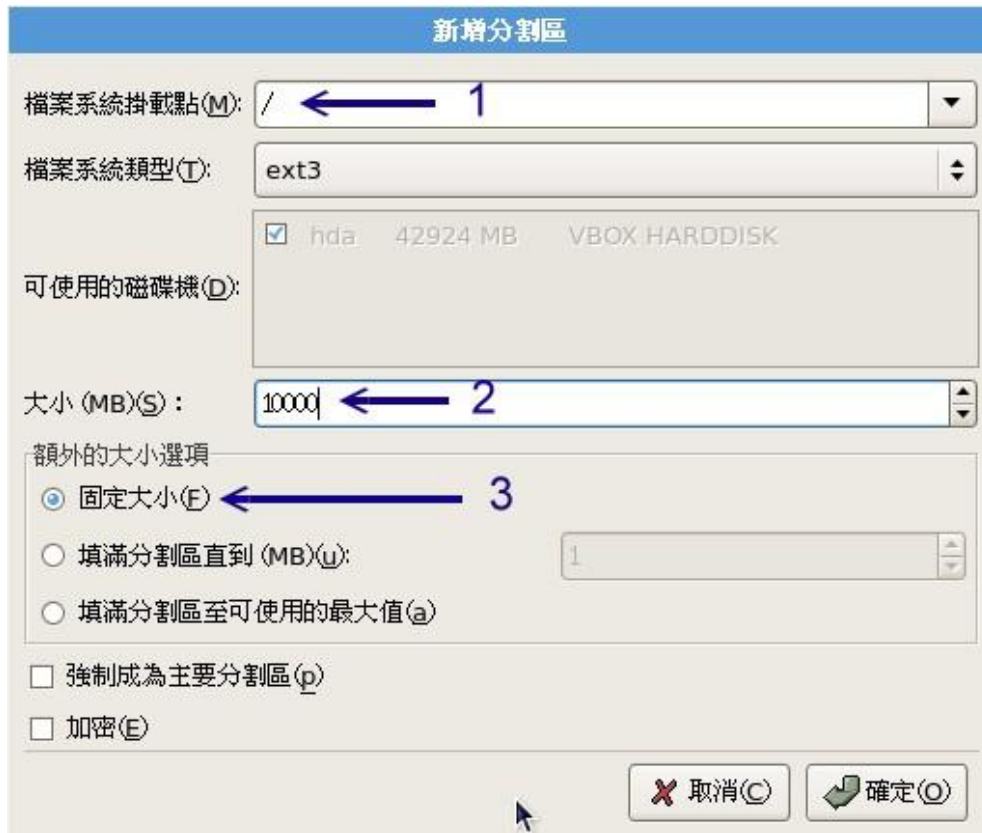 新增分割區
檔案系統掛載點(M): / 1
檔案系統類型(T): ext3
hda 42924 MB VBOX HARDDISK
可使用的磁碟機(D):
大小 (MB)(S) : 10000 2
額外的大小選項
固定大小(F) 3
填滿分割區直到 (MB)(u): 1
填滿分割區至可使用的最大值(a)
強制成為主要分割區(p)
加密(E)
取消(C) 確定(O)